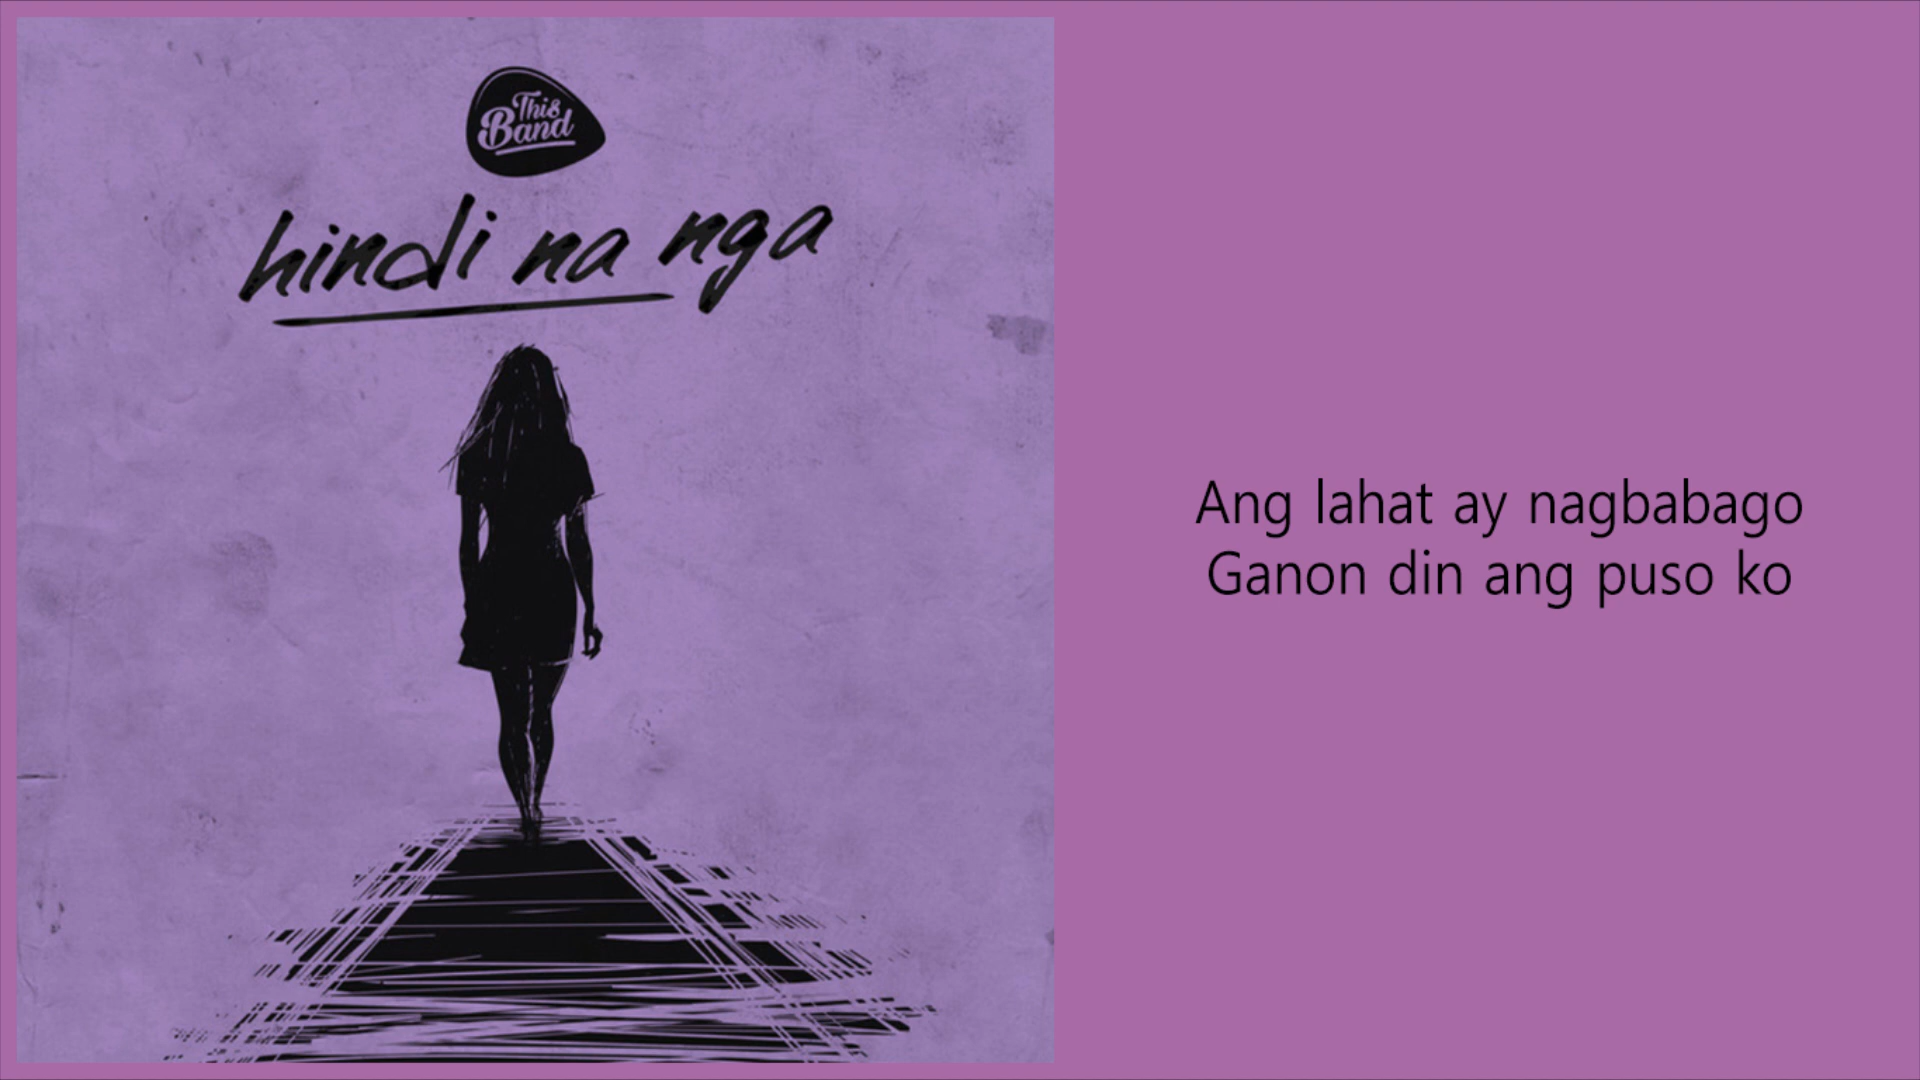 This
Band
hindi na nga
Ang lahat ay nagbabago
Ganon din ang puso ko